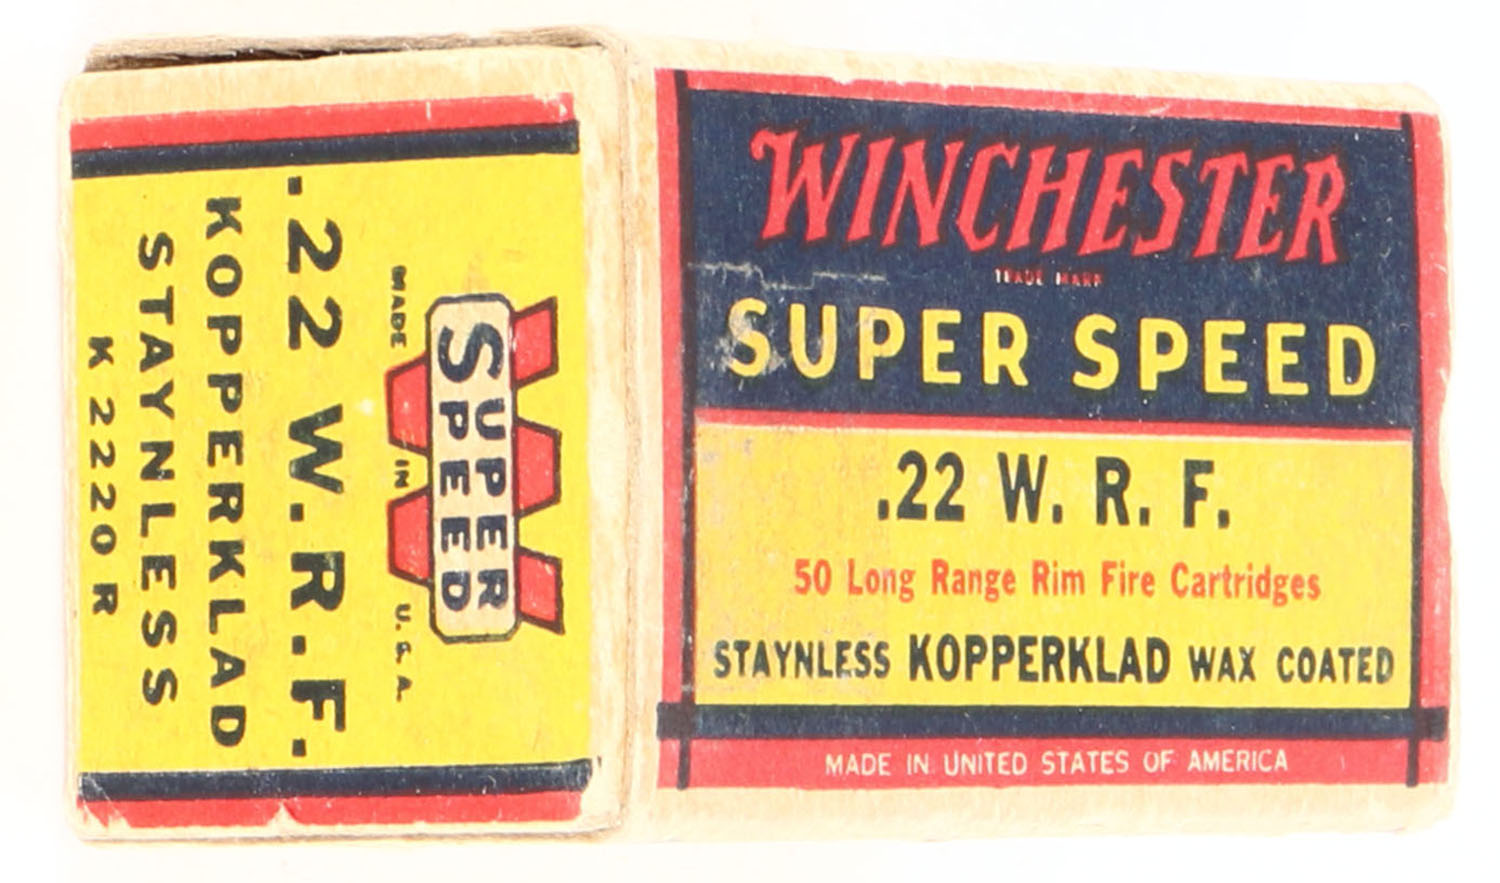 WINCHESTER
TRADE MARK
SUPER SPEED
.22 W. R. F.
50 Long Range Rim Fire Cartridges
STAYNLESS KOPPERKLAD WAX COATED
MADE IN UNITED STATES OF AMERICA
SUPER
SPEED
MADE IN U.S.A.
.22 W.R.F.
KOPPERKLAD
STAYNLESS
K2220R